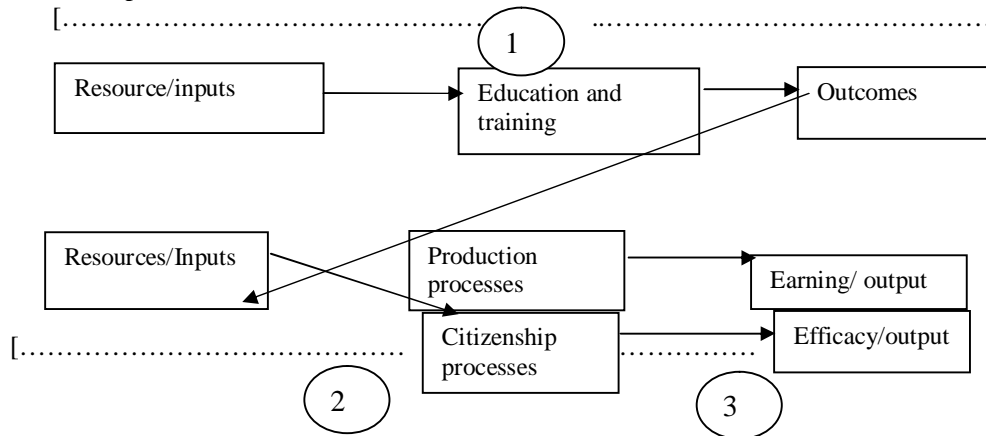 [……………………………………………………… ..……………………………………………………
1
Resource/inputs
Education and
training
Outcomes
Resources/Inputs
Production
processes
Earning/ output
Citizenship
processes
Efficacy/output
[…………………………………………… ……………
2
3